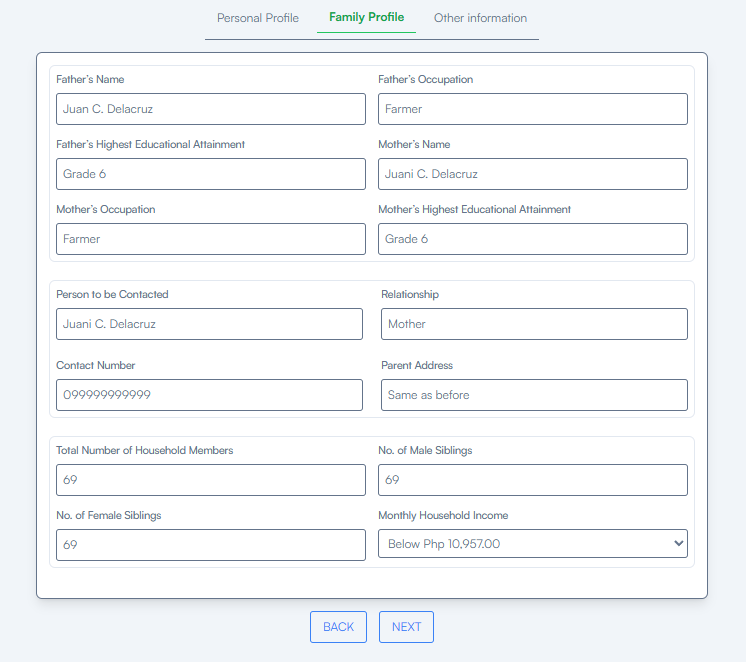 Personal Profile Family Profile Other information
Father's Name Father's Occupation
Juan C. Delacruz Farmer
Father's Highest Educational Attainment Mother's Name
Grade 6 Juani C. Delacruz
Mother's Occupation Mother's Highest Educational Attainment
Farmer Grade 6
Person to be Contacted Relationship
Juani C. Delacruz Mother
Contact Number Parent Address
099999999999 Same as before
Total Number of Household Members No. of Male Siblings
69 69
No. of Female Siblings Monthly Household Income
69 Below Php 10,957.00
BACK NEXT